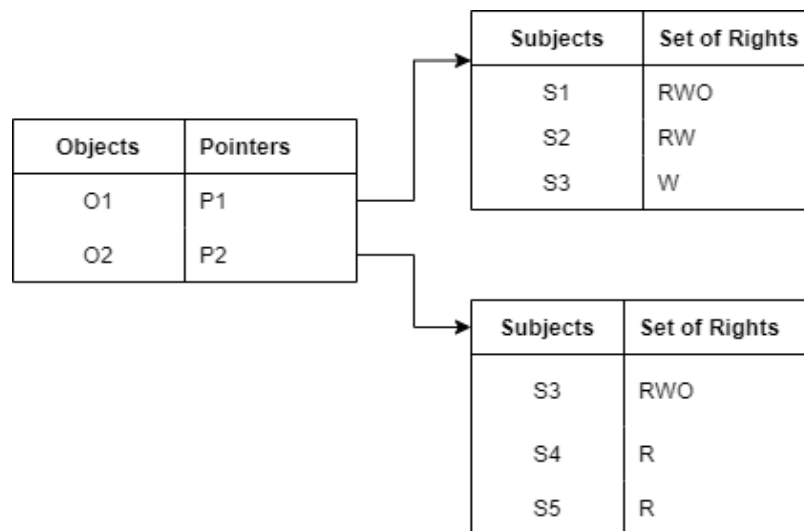 Subjects Set of Rights
S1 RWO
S2 RW
S3 W
Objects Pointers
O1 P1
O2 P2
Subjects Set of Rights
S3 RWO
S4 R
S5 R